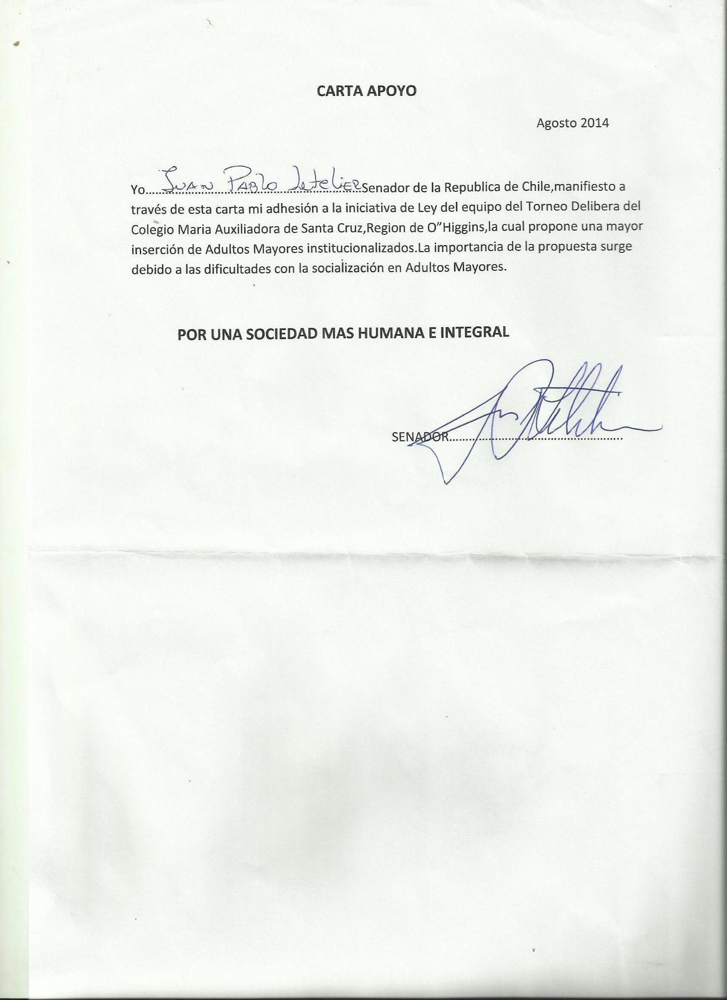 CARTA APOYO
Agosto 2014
Yo....Juan Pablo Letelier....Senador de la Republica de Chile,manifiesto a
través de esta carta mi adhesión a la iniciativa de Ley del equipo del Torneo Delibera del
Colegio Maria Auxiliadora de Santa Cruz,Region de O”Higgins,la cual propone una mayor
inserción de Adultos Mayores institucionalizados.La importancia de la propuesta surge
debido a las dificultades con la socialización en Adultos Mayores.
POR UNA SOCIEDAD MAS HUMANA E INTEGRAL
SENADOR........................................................